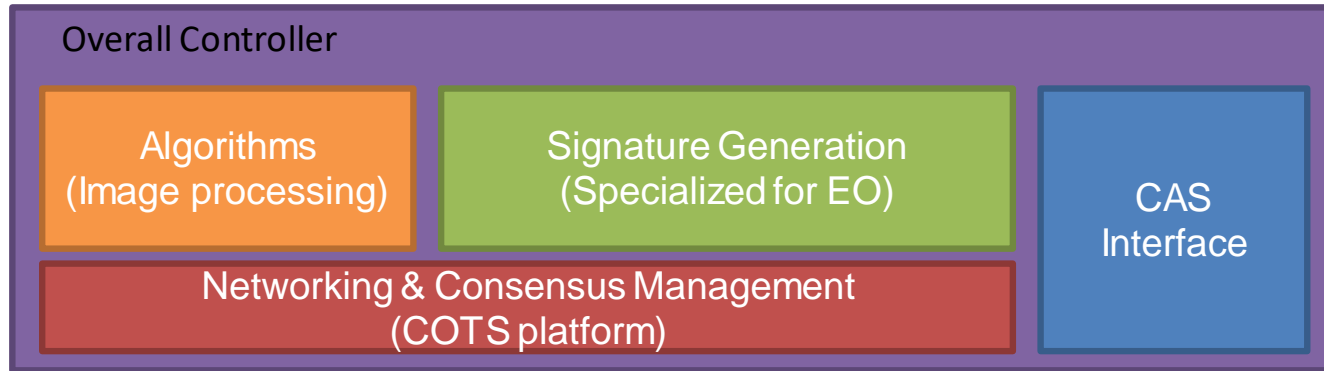 Overall Controller
Algorithms
(Image processing)
Signature Generation
(Specialized for EO)
CAS
Interface
Networking & Consensus Management
(COTS platform)